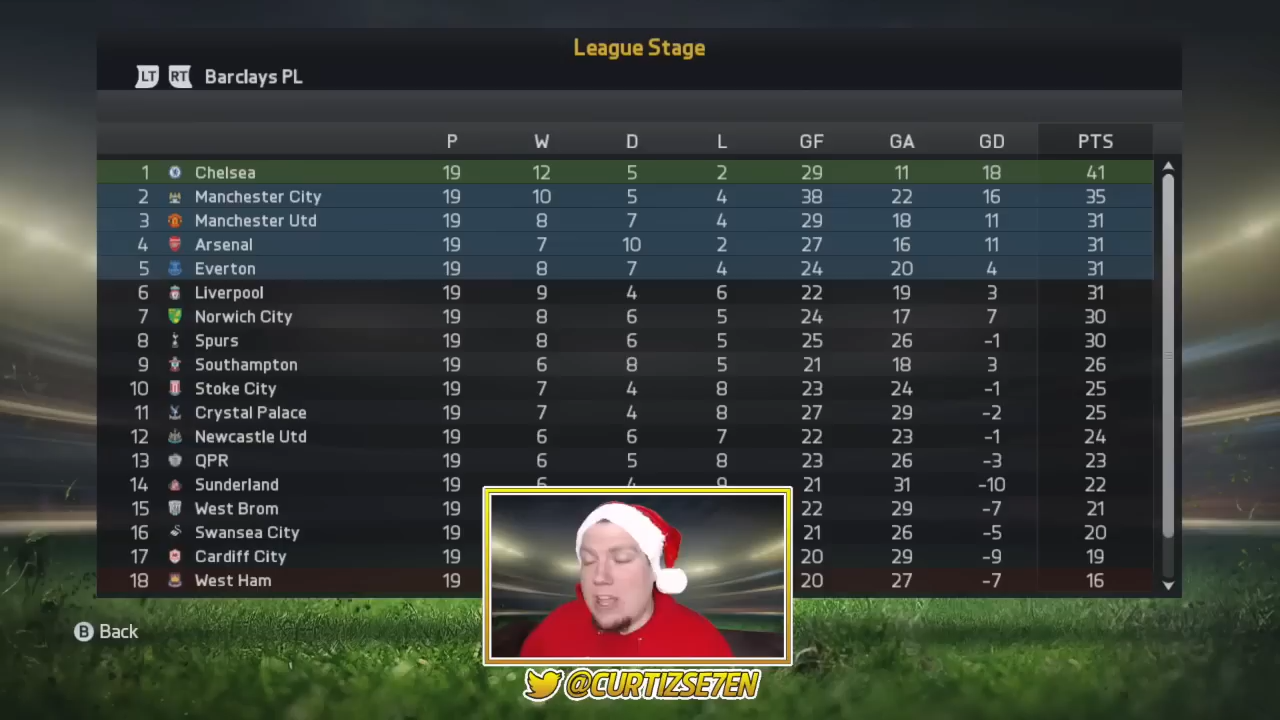 League Stage
LT RT Barclays PL
P W D L GF GA GD PTS
1 Chelsea 19 12 5 2 29 11 18 41
2 Manchester City 19 10 5 4 38 22 16 35
3 Manchester Utd 19 8 7 4 29 18 11 31
4 Arsenal 19 7 10 2 27 16 11 31
5 Everton 19 8 7 4 24 20 4 31
6 Liverpool 19 9 4 6 22 19 3 31
7 Norwich City 19 8 6 5 24 17 7 30
8 Spurs 19 8 6 5 25 26 -1 30
9 Southampton 19 6 8 5 21 18 3 26
10 Stoke City 19 7 4 8 23 24 -1 25
11 Crystal Palace 19 7 4 8 27 29 -2 25
12 Newcastle Utd 19 6 6 7 22 23 -1 24
13 QPR 19 6 5 8 23 26 -3 23
14 Sunderland 19 6 4 9 21 31 -10 22
15 West Brom 19 22 29 -7 21
16 Swansea City 19 21 26 -5 20
17 Cardiff City 19 20 29 -9 19
18 West Ham 19 20 27 -7 16
B Back
@CURTIZSE7EN